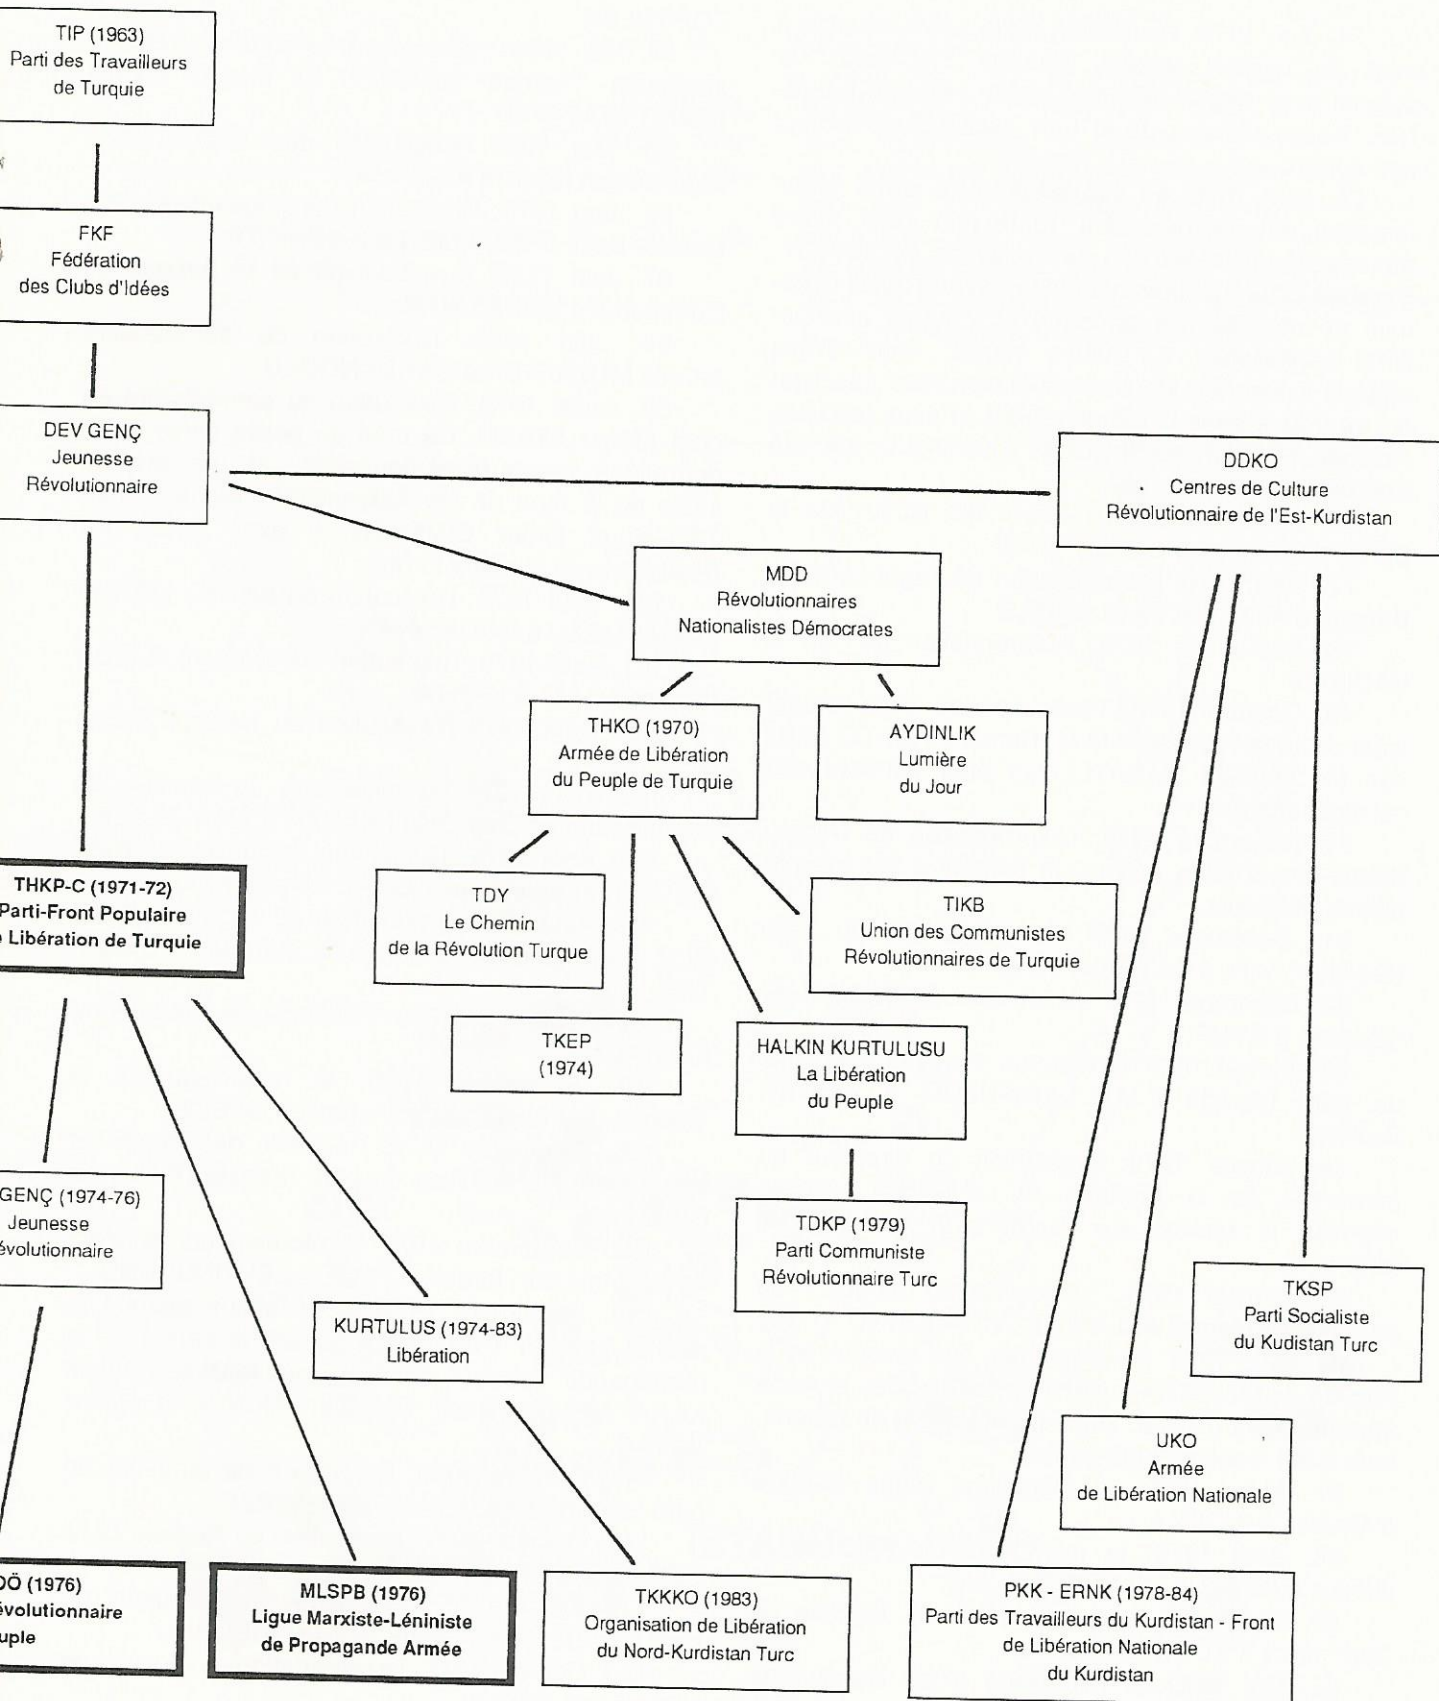 TIP (1963)
Parti des Travailleurs
de Turquie
FKF
Fédération
des Clubs d'Idées
DEV GENÇ
Jeunesse
Révolutionnaire
DDKO
Centres de Culture
Révolutionnaire de l'Est-Kurdistan
MDD
Révolutionnaires
Nationalistes Démocrates
THKO (1970)
Armée de Libération
du Peuple de Turquie
AYDINLIK
Lumière
du Jour
THKP-C (1971-72)
Parti-Front Populaire
Libération de Turquie
TDY
Le Chemin
de la Révolution Turque
TIKB
Union des Communistes
Révolutionnaires de Turquie
TKEP
(1974)
HALKIN KURTULUSU
La Libération
du Peuple
GENÇ (1974-76)
Jeunesse
évolutionnaire
TDKP (1979)
Parti Communiste
Révolutionnaire Turc
KURTULUS (1974-83)
Libération
TKSP
Parti Socialiste
du Kudistan Turc
UKO
Armée
de Libération Nationale
DÖ (1976)
évolutionnaire
uple
MLSPB (1976)
Ligue Marxiste-Léniniste
de Propagande Armée
TKKKO (1983)
Organisation de Libération
du Nord-Kurdistan Turc
PKK - ERNK (1978-84)
Parti des Travailleurs du Kurdistan - Front
de Libération Nationale
du Kurdistan